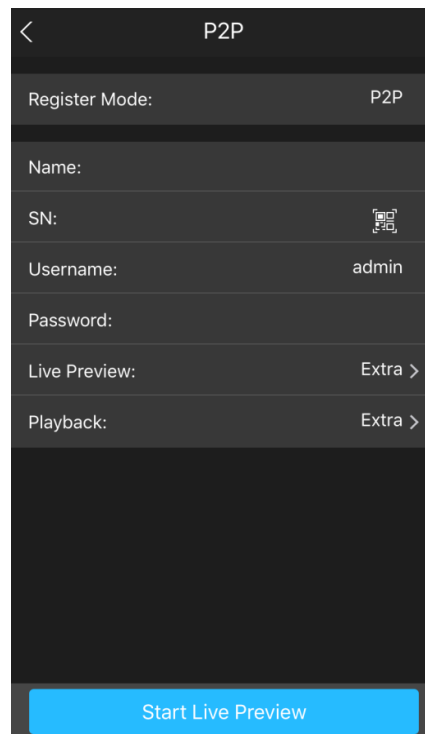 P2P
Register Mode: P2P
Name:
SN:
Username: admin
Password:
Live Preview: Extra
Playback: Extra
Start Live Preview